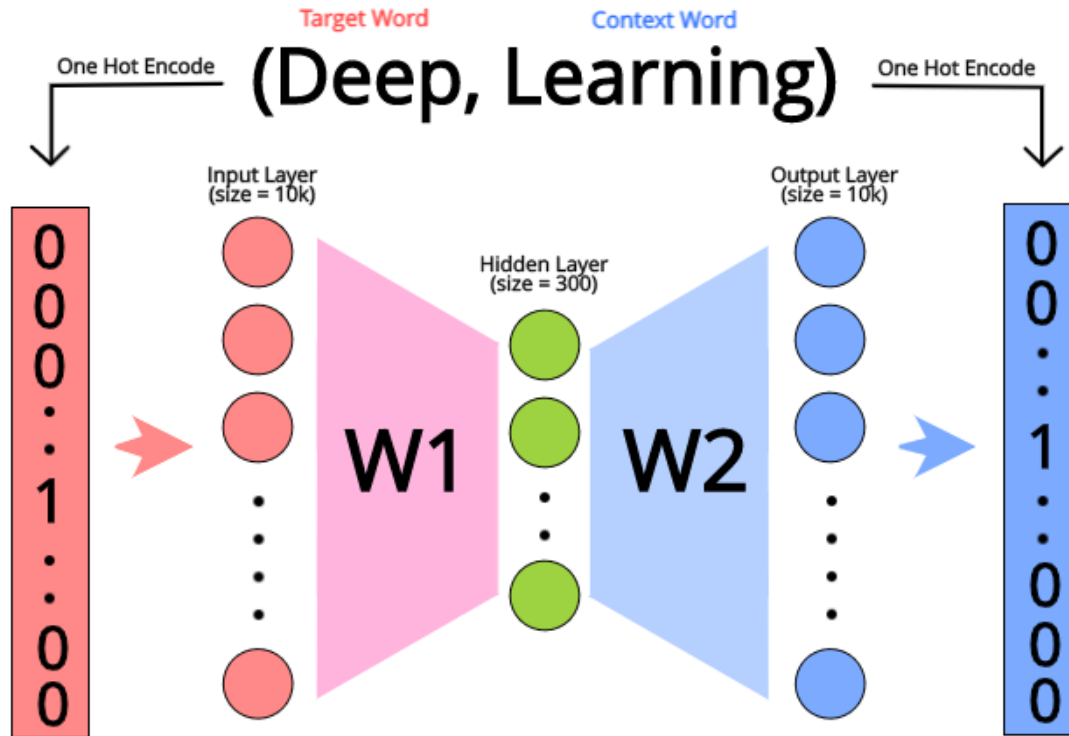 Target Word
Context Word
One Hot Encode
(Deep, Learning)
One Hot Encode
Input Layer
(size = 10k)
Output Layer
(size = 10k)
Hidden Layer
(size = 300)
0
0
0
.
.
1
.
.
0
0
W1
W2
0
0
.
.
1
.
.
0
0
0